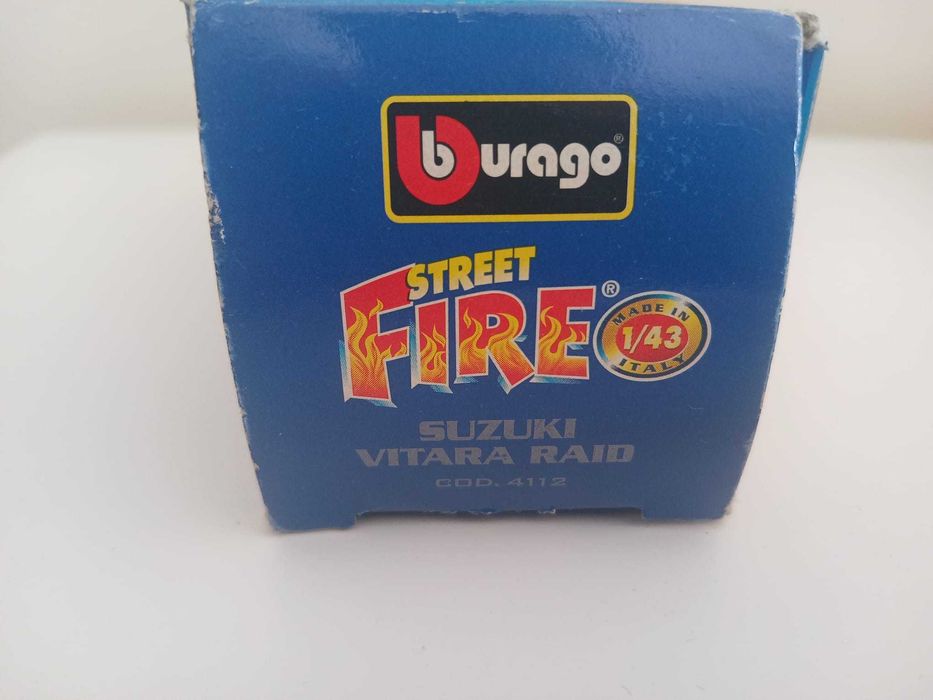 burago®
STREET
FIRE®
MADE IN
1/43
ITALY
SUZUKI
VITARA RAID
COD. 4112